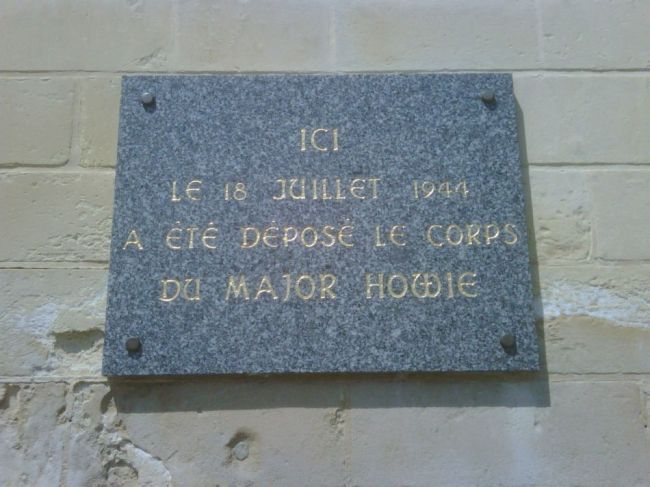 ICI
LE 18 JUILLET 1944
A ÉTÉ DÉPOSÉ LE CORPS
DU MAJOR HOWIE